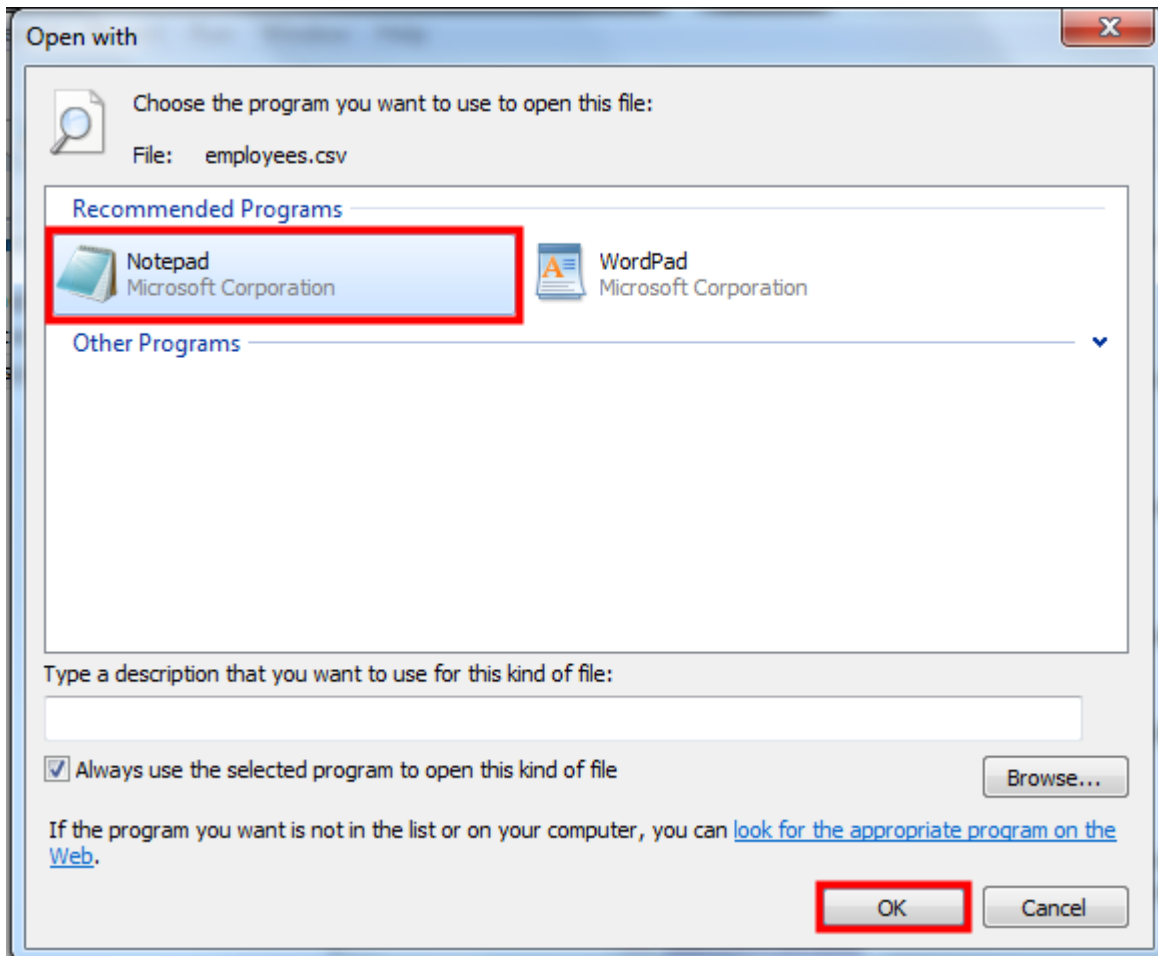 Open with
Choose the program you want to use to open this file:
File: employees.csv
Recommended Programs
Notepad
Microsoft Corporation
WordPad
Microsoft Corporation
Other Programs
Type a description that you want to use for this kind of file:
Always use the selected program to open this kind of file
Browse...
If the program you want is not in the list or on your computer, you can look for the appropriate program on the
Web.
OK
Cancel